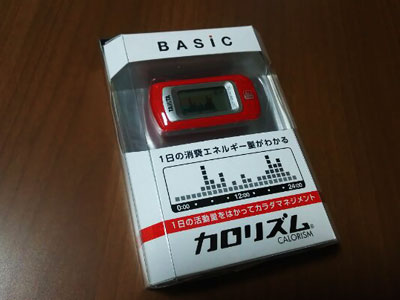 BASiC
TANITA
1日の消費エネルギー量がわかる
0:00 12:00 24:00
1日の活動量をはかってカラダマネジメント
カロリズム®
CALORISM